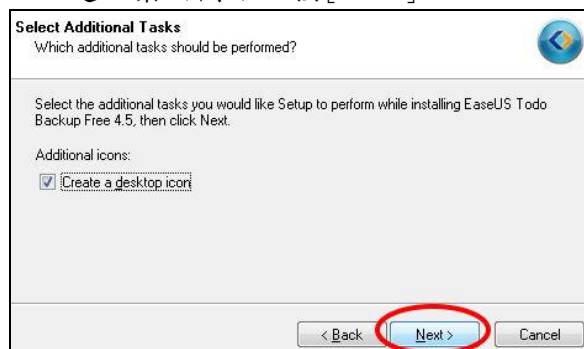 Select Additional Tasks
Which additional tasks should be performed?
Select the additional tasks you would like Setup to perform while installing EaseUS Todo
Backup Free 4.5, then click Next.
Additional icons:
Create a desktop icon
< Back
Next >
Cancel